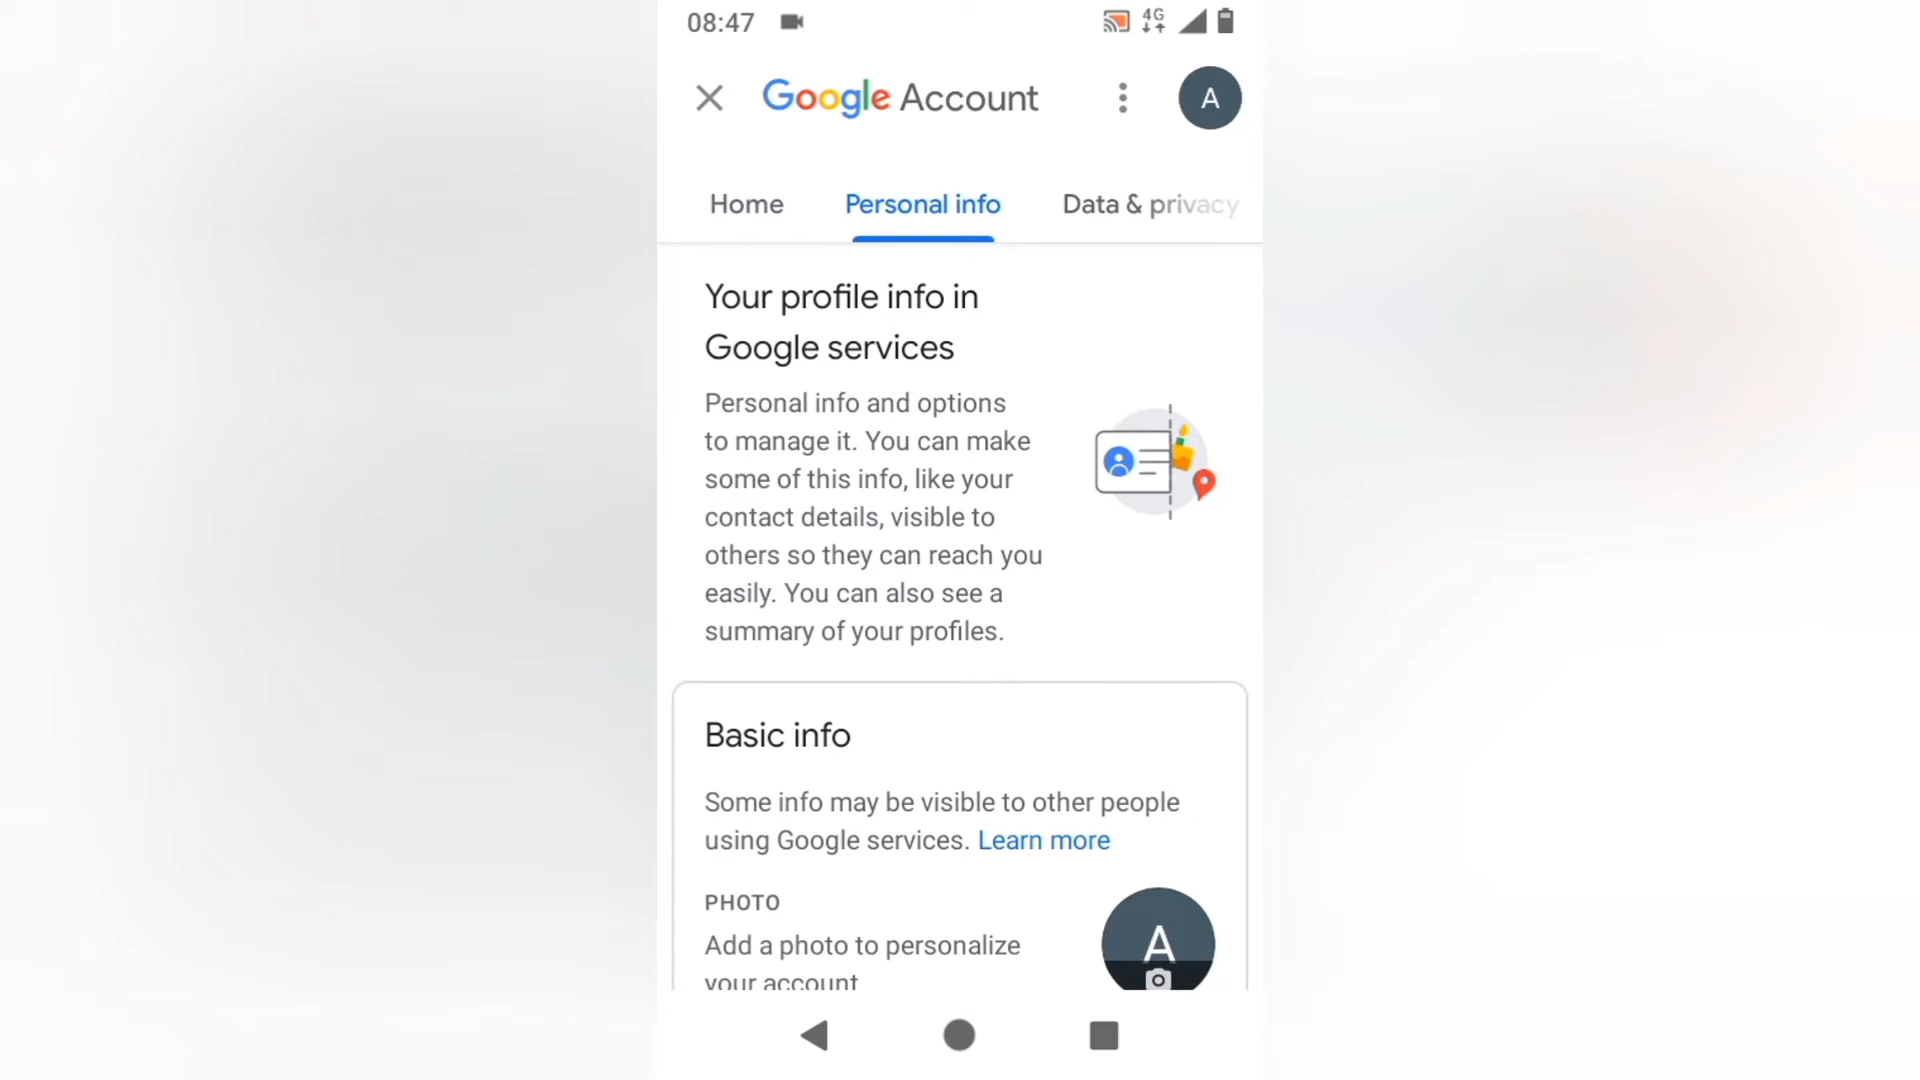 08:47
4G
Google Account
A
Home
Personal info
Data & privacy
Your profile info in
Google services
Personal info and options
to manage it. You can make
some of this info, like your
contact details, visible to
others so they can reach you
easily. You can also see a
summary of your profiles.
Basic info
Some info may be visible to other people
using Google services. Learn more
PHOTO
Add a photo to personalize
your account
A